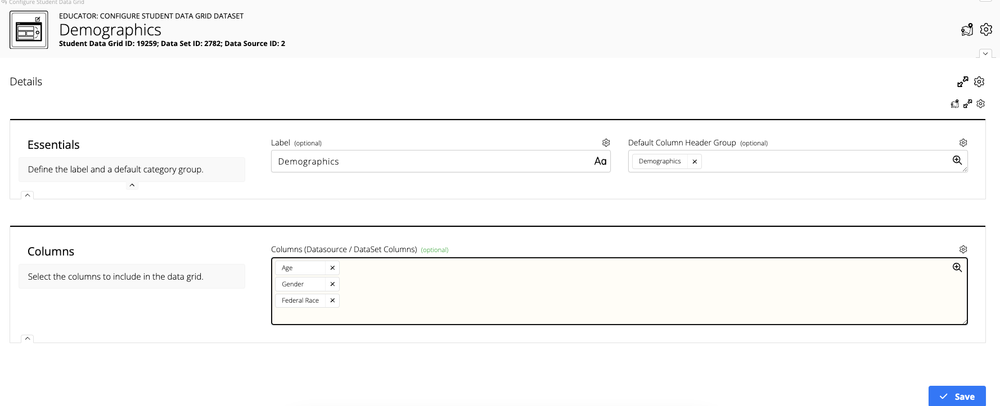 Configure Student Data Grid
EDUCATOR: CONFIGURE STUDENT DATA GRID DATASET
Demographics
Student Data Grid ID: 19259; Data Set ID: 2782; Data Source ID: 2
Details
Essentials
Define the label and a default category group.
Label (optional)
Demographics
Aa
Default Column Header Group (optional)
Demographics
Columns
Select the columns to include in the data grid.
Columns (Datasource / DataSet Columns) (optional)
Age
Gender
Federal Race
Save